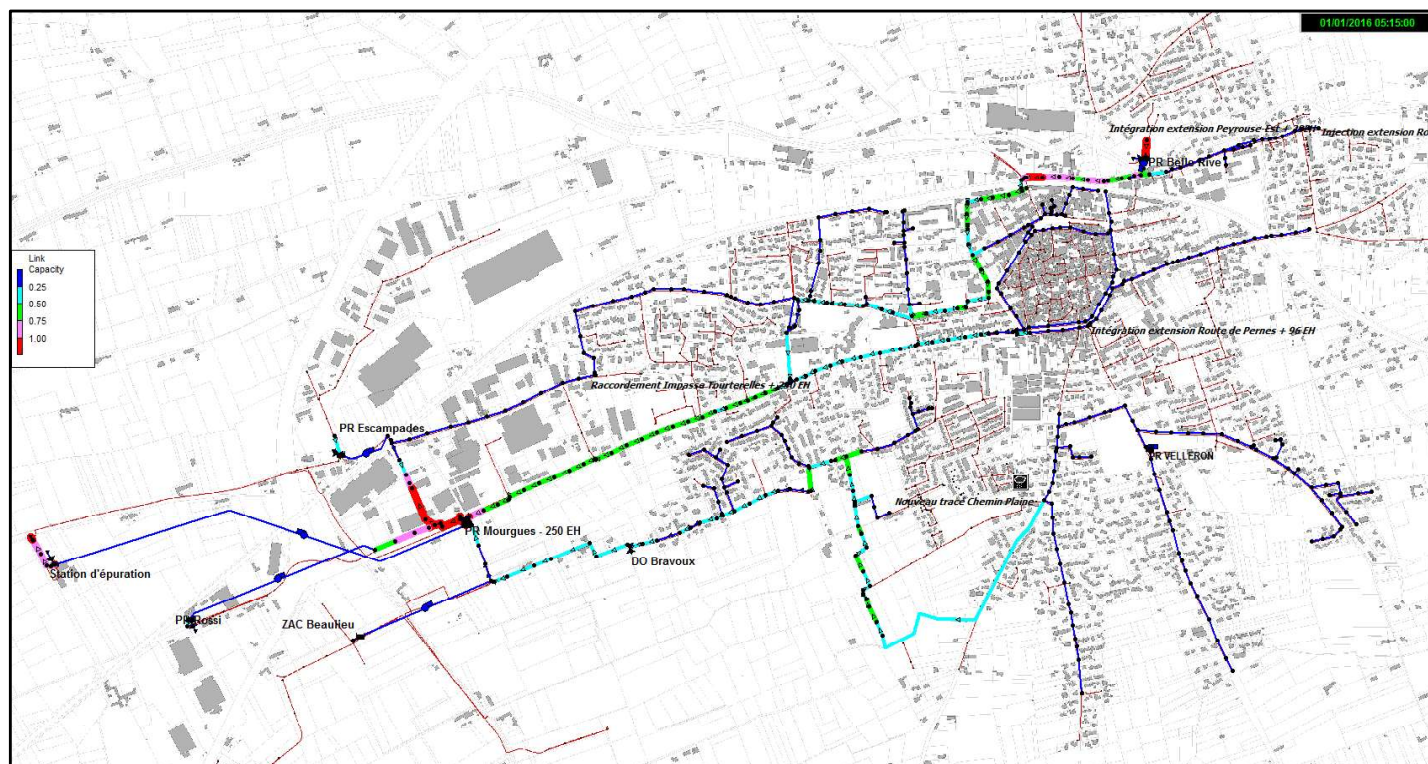 01/01/2016 05:15:00
Intégration extension Peyrouse Est +
Injection extension Ro
PR Belle Rive
Link
Capacity
0.25
0.50
0.75
1.00
Intégration extension Route de Pernes + 96 EH
Raccordement Impasse Tourterelles + EH
PR Escampades
PR VELLERON
Nouveau tracé Chemin Plaine
PR Mourgues - 250 EH
DO Bravoux
Station d'épuration
PR Rossi
ZAC Beaulieu